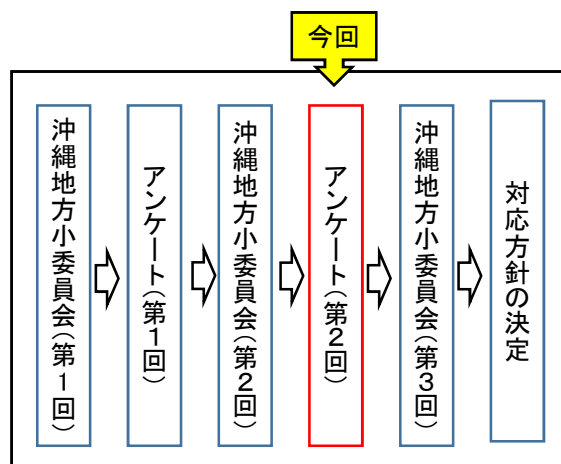 今回
沖縄地方小委員会(第1回)
アンケート(第1回)
沖縄地方小委員会(第2回)
アンケート(第2回)
沖縄地方小委員会(第3回)
対応方針の決定